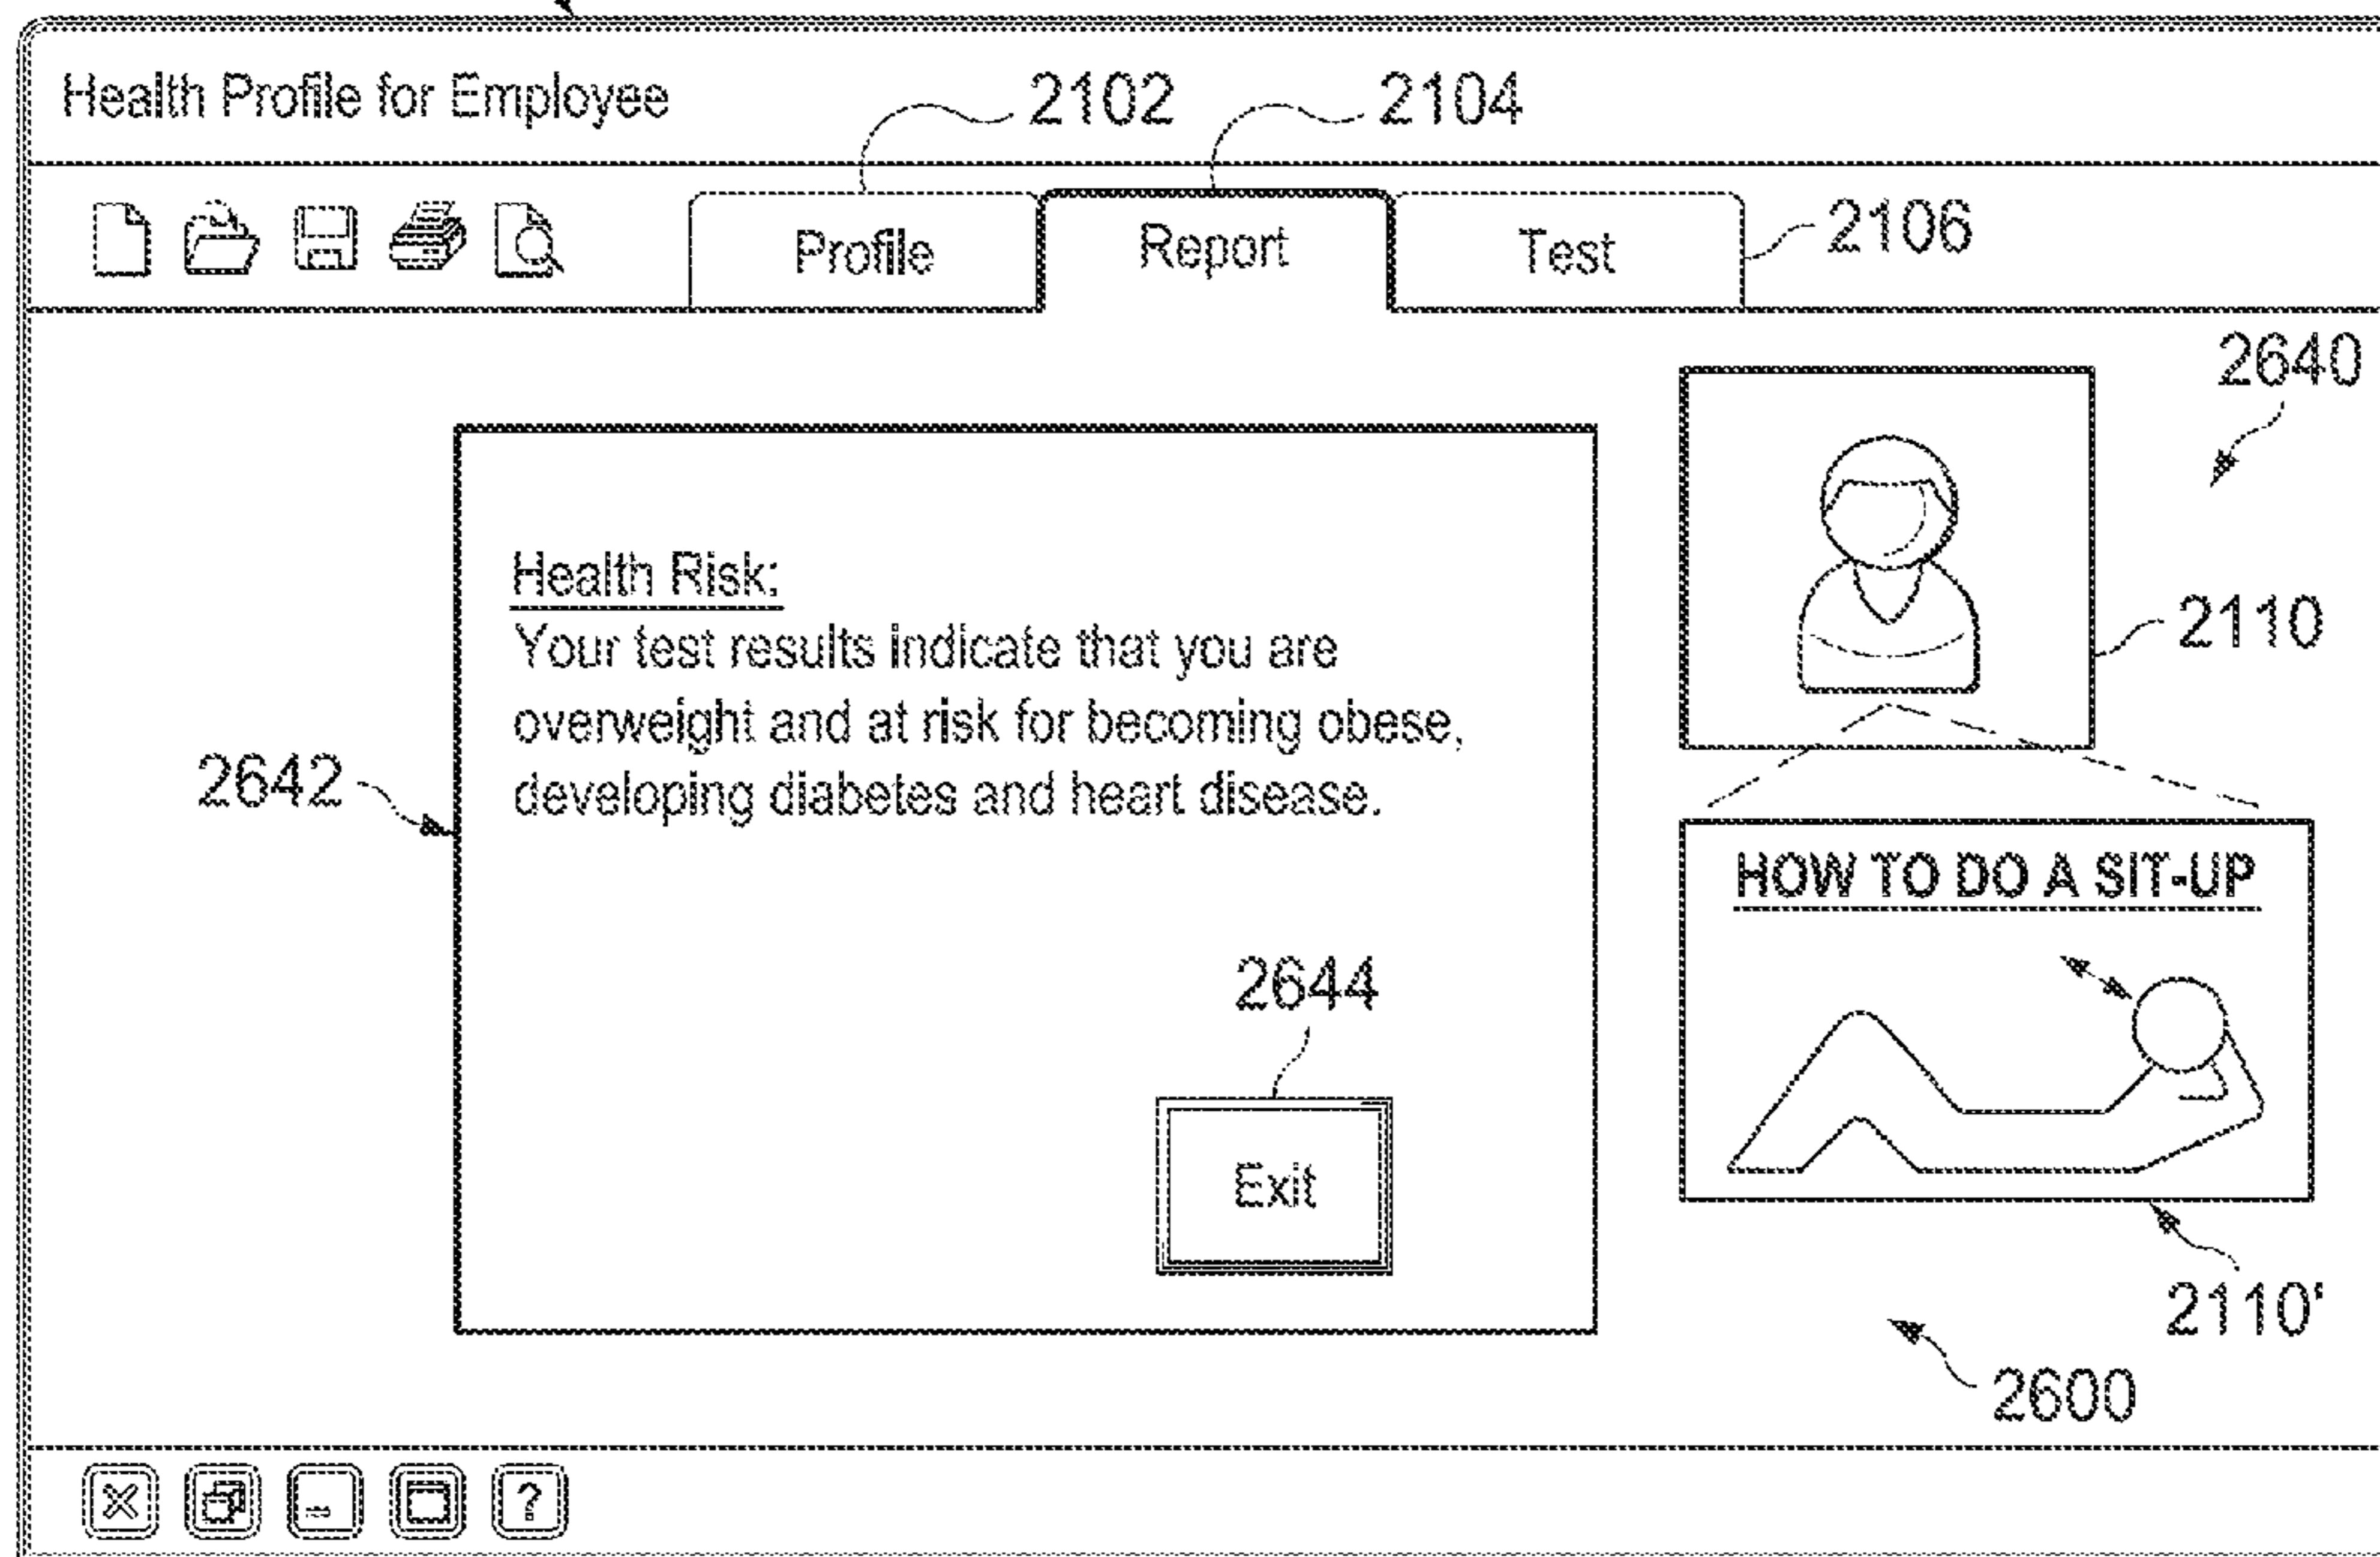 Health Profile for Employee
2102
2104
Profile
Report
Test
2106
2640
2110
Health Risk:
Your test results indicate that you are
overweight and at risk for becoming obese,
developing diabetes and heart disease.
2642
HOW TO DO A SIT-UP
2644
Exit
2110'
2600
?